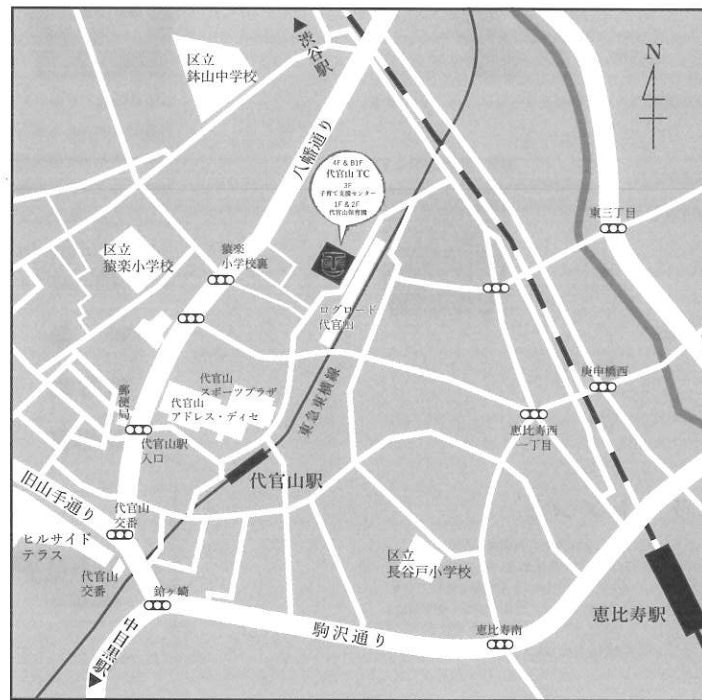 渋谷駅
N
区立
鉢山中学校
八幡通り
4F & B1F
代官山 TC
3F
子育て支援センター
1F & 2F
代官山保育園
東三丁目
区立
猿楽小学校
猿楽
小学校裏
ログロード
代官山
東急東横線
庚申橋西
代官山
スポーツプラザ
代官山
アドレス・ディセ
郵便局
恵比寿西
一丁目
代官山駅
入口
代官山駅
旧山手通り
代官山
交番
ヒルサイド
テラス
代官山
交番
区立
長谷戸小学校
鎗ヶ崎
恵比寿駅
駒沢通り
恵比寿南
中目黒駅